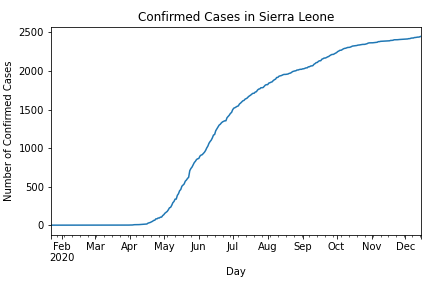 Confirmed Cases in Sierra Leone
Number of Confirmed Cases
2500
2000
1500
1000
500
0
Feb Mar Apr May Jun Jul Aug Sep Oct Nov Dec
2020
Day